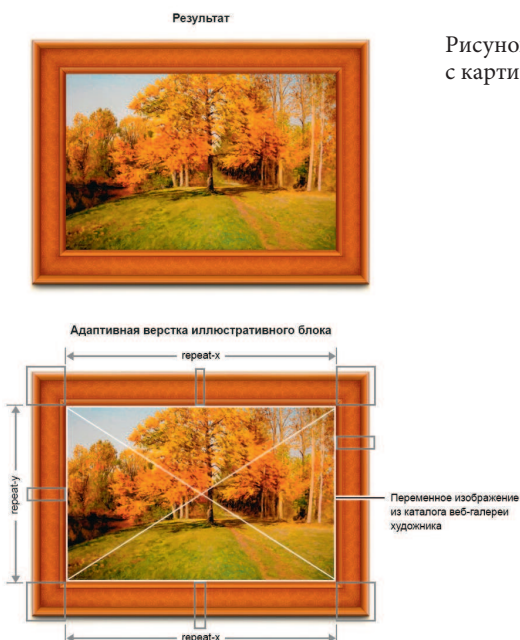 Результат
Рисуно
с карти
Адаптивная верстка иллюстративного блока
repeat-x
repeat-y
Переменное изображение
из каталога веб-галереи
художника
repeat-x